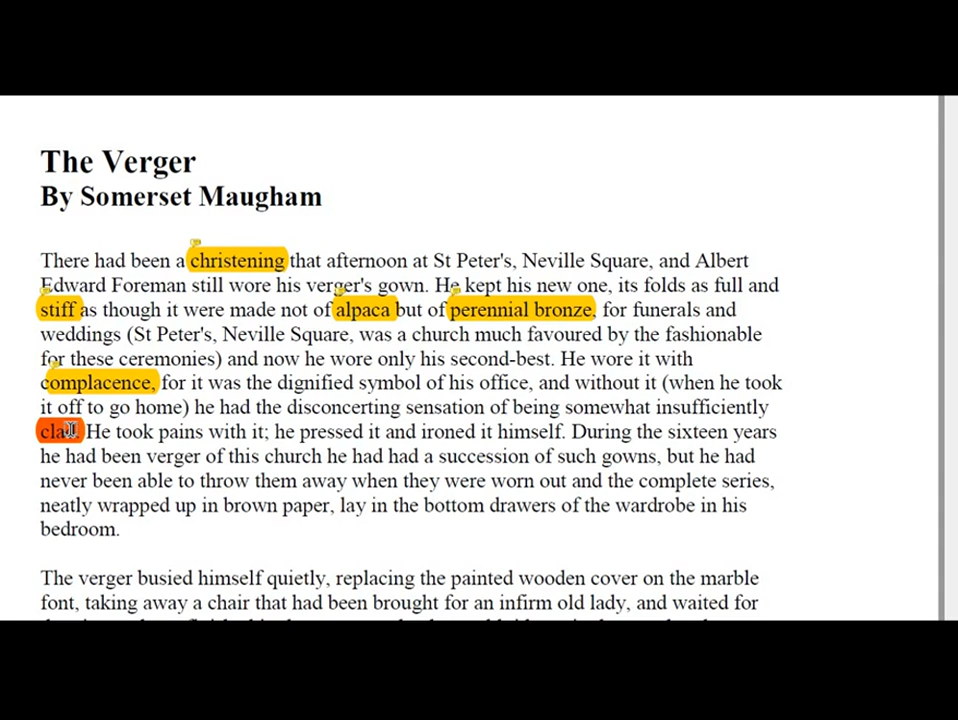 The Verger
By Somerset Maugham
There had been a christening that afternoon at St Peter's, Neville Square, and Albert
Edward Foreman still wore his verger's gown. He kept his new one, its folds as full and
stiff as though it were made not of alpaca but of perennial bronze, for funerals and
weddings (St Peter's, Neville Square, was a church much favoured by the fashionable
for these ceremonies) and now he wore only his second-best. He wore it with
complacence, for it was the dignified symbol of his office, and without it (when he took
it off to go home) he had the disconcerting sensation of being somewhat insufficiently
clad. He took pains with it; he pressed it and ironed it himself. During the sixteen years
he had been verger of this church he had had a succession of such gowns, but he had
never been able to throw them away when they were worn out and the complete series,
neatly wrapped up in brown paper, lay in the bottom drawers of the wardrobe in his
bedroom.
The verger busied himself quietly, replacing the painted wooden cover on the marble
font, taking away a chair that had been brought for an infirm old lady, and waited for